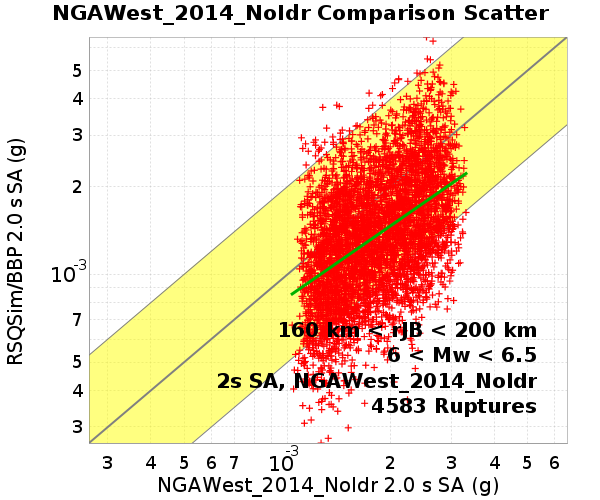 NGAWest_2014_NoIdr Comparison Scatter
RSQSim/BBP 2.0 s SA (g)
5
4
3
2
10-3
7
5
4
3
160 km < rJB < 200 km
6 < Mw < 6.5
2s SA, NGAWest_2014_NoIdr
4583 Ruptures
3 4 5 6 7 10-3 2 3 4 5 6
NGAWest_2014_NoIdr 2.0 s SA (g)